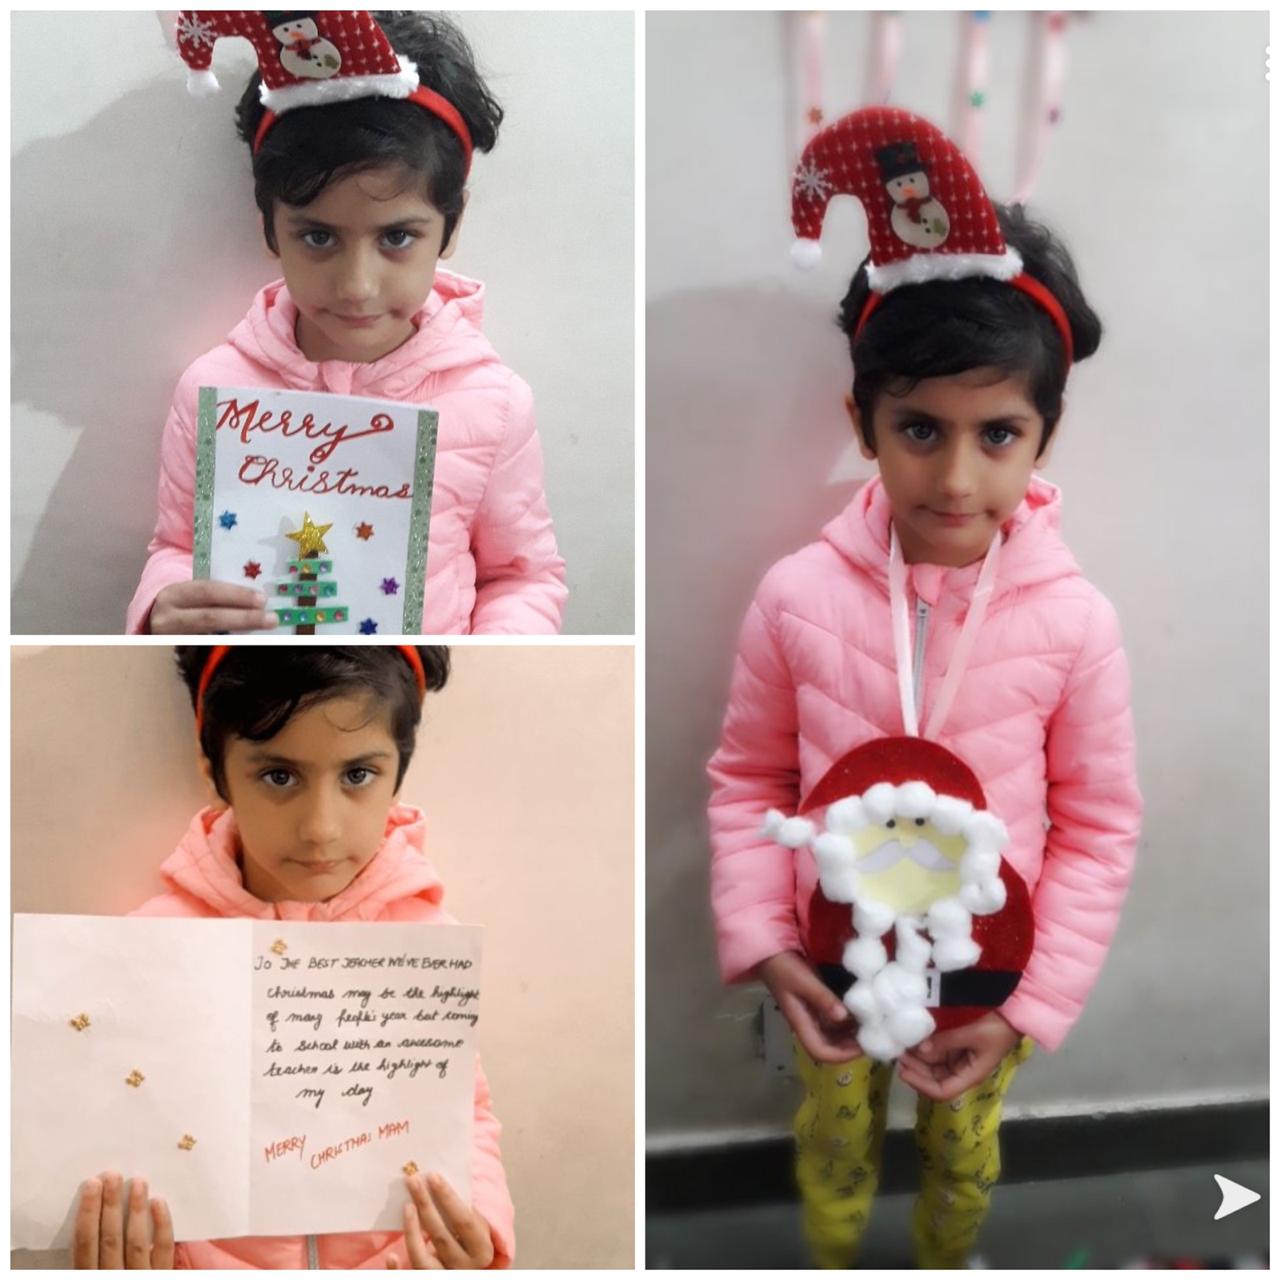 Merry
Christmas
To THE BEST TEACHER WE'VE EVER HAD
Christmas may be the highlight
of many People's year but coming
to school with an awesome
teacher is the highlight of
my day
MERRY CHRISTMAS MAM